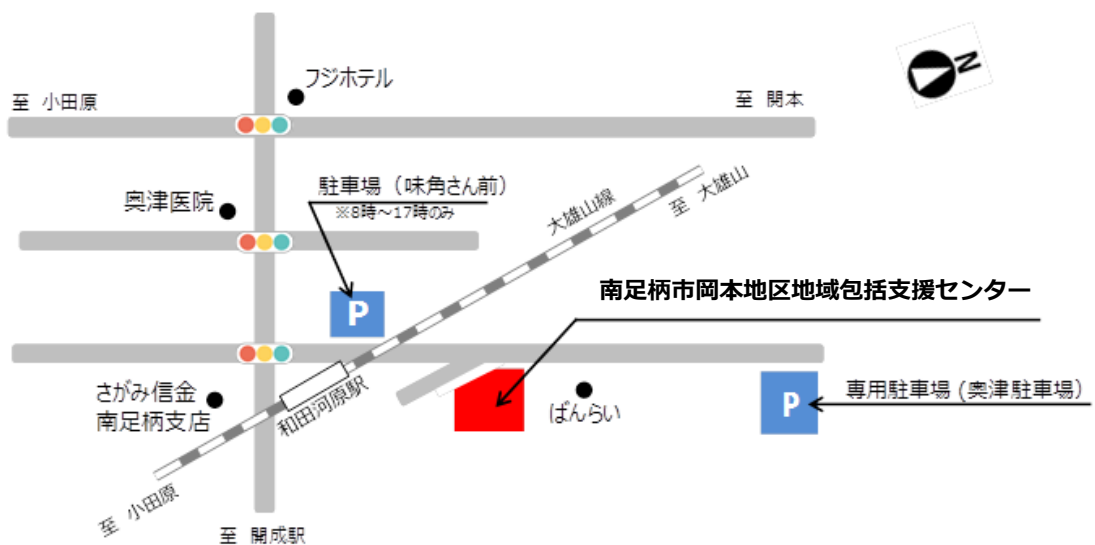 フジホテル
N
至 小田原
至 関本
駐車場（味角さん前）
※8時～17時のみ
奥津医院
大雄山線
至 大雄山
南足柄市岡本地区地域包括支援センター
P
さがみ信金
南足柄支店
和田河原駅
ばんらい
P
専用駐車場（奥津駐車場）
至 小田原
至 開成駅